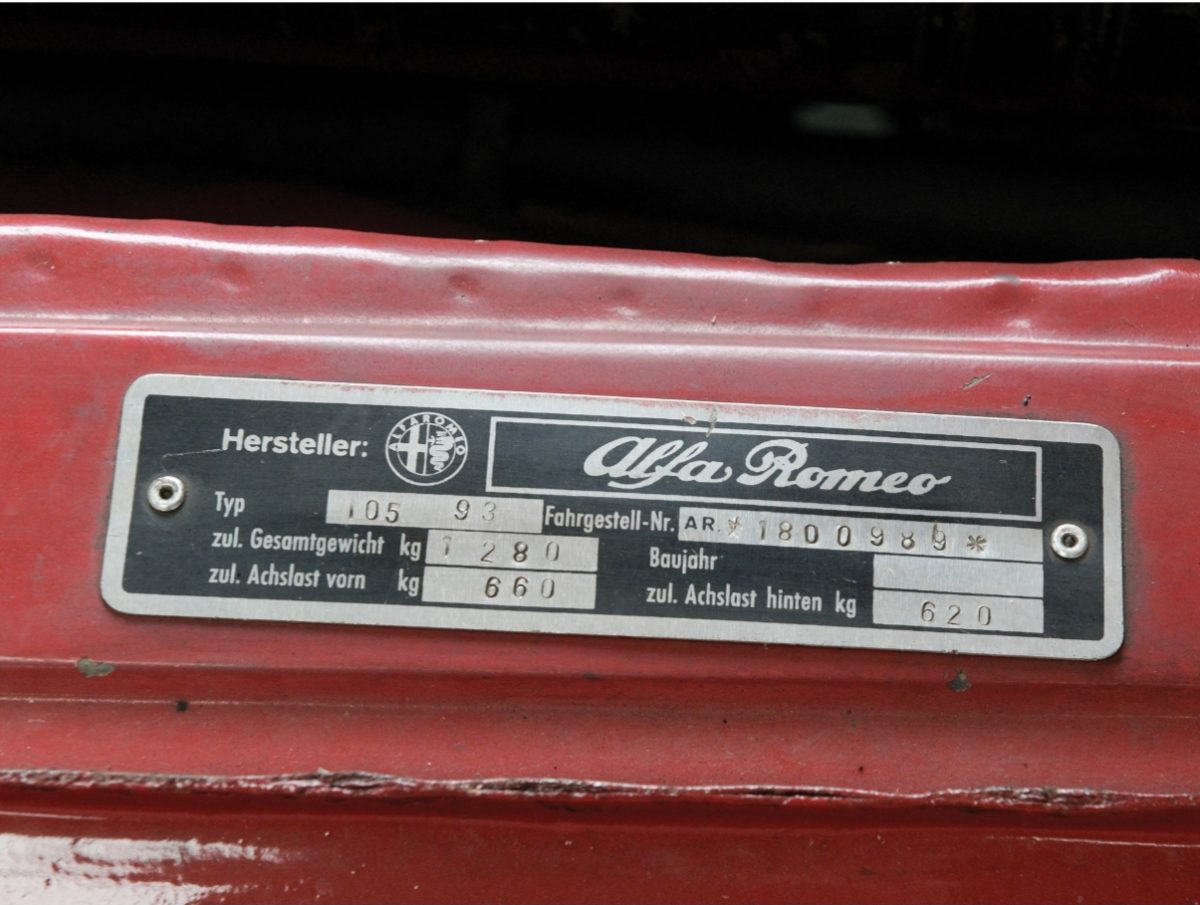 Hersteller: ALFA ROMEO Alfa Romeo
Typ 105 93 Fahrgestell-Nr. AR. * 1800989 *
zul. Gesamtgewicht kg 1280 Baujahr
zul. Achslast vorn kg 660 zul. Achslast hinten kg 620